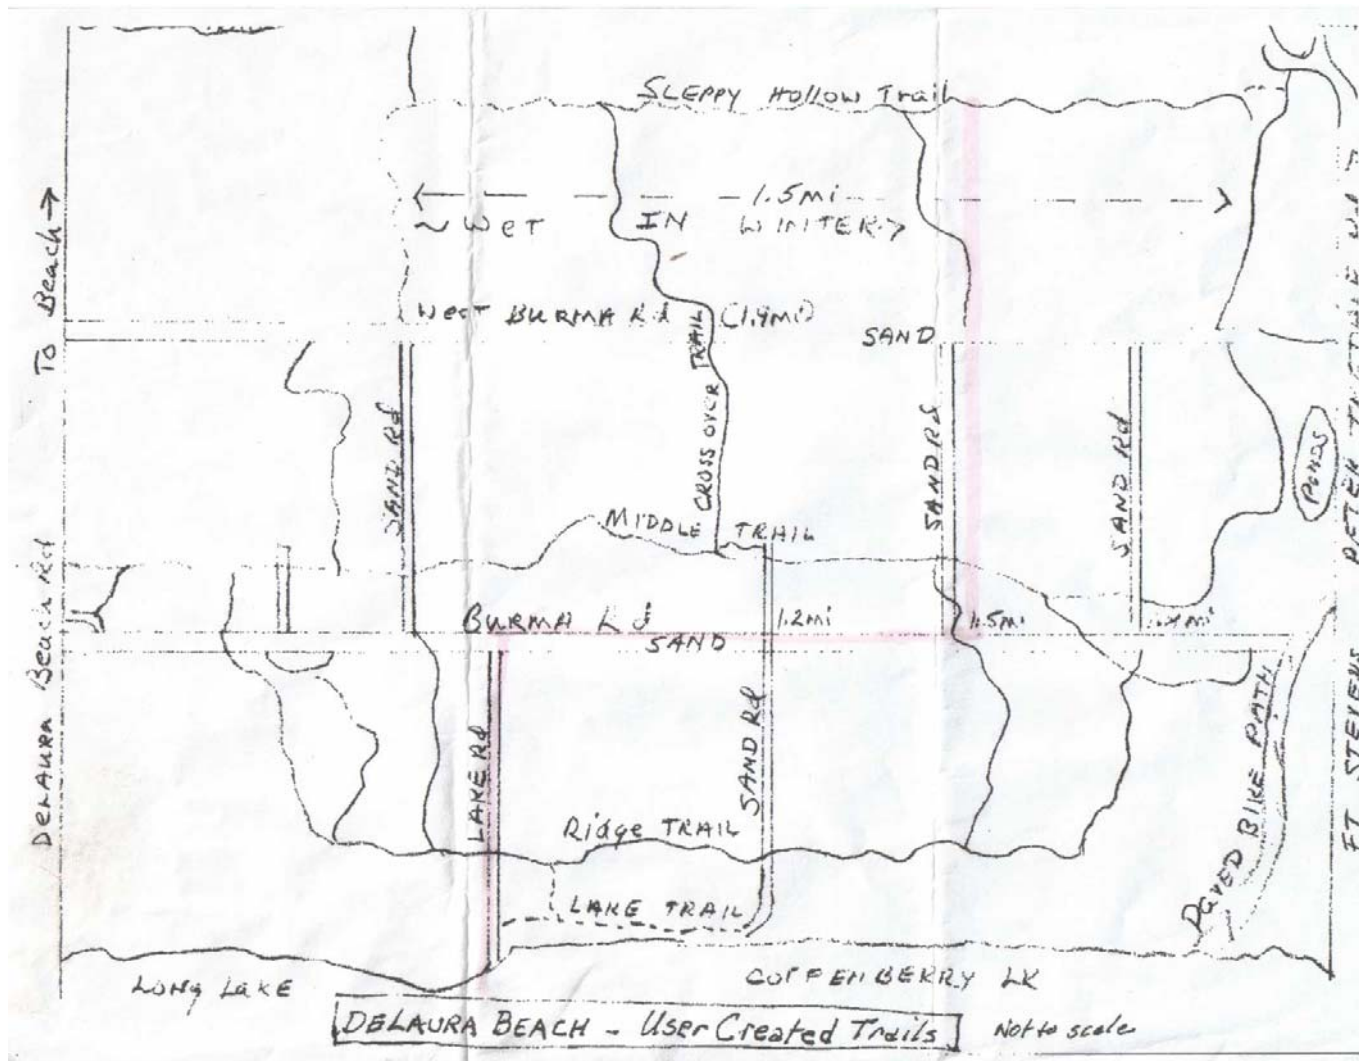 SLEPPY Hollow Trail
1.5mi
~ WeT IN WINTER
To Beach →
West BURMA Rd (1.4mi)
SAND
CROSS OVER TRAIL
SAND Rd
SAND Rd
SAND Rd
PONDS
MIDDLE TRAIL
BURMA Rd
SAND
1.2mi
1.5mi
DELAURA Beach
LAKE Rd
SAND Rd
PAVED BIKE PATH
FT STEVENS
Ridge TRAIL
LAKE TRAIL
LONG LAKE
COFFENBERRY LK
DELAURA BEACH - User Created Trails
Not to scale